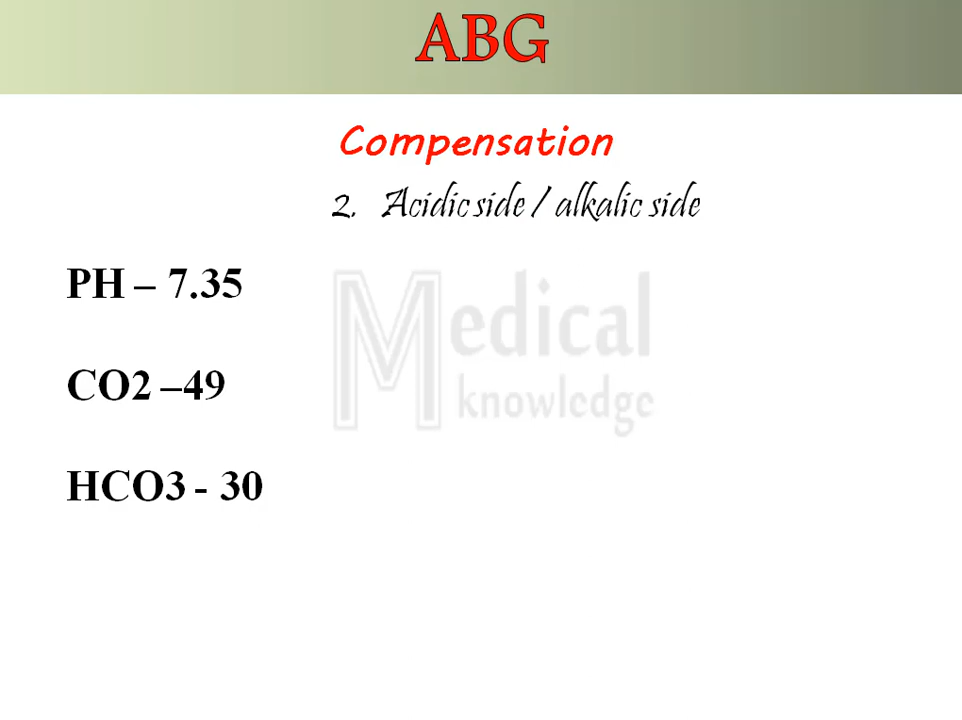 ABG
Compensation
2. Acidic side / alkalic side
PH – 7.35
Medical
knowledge
CO2 –49
HCO3 - 30